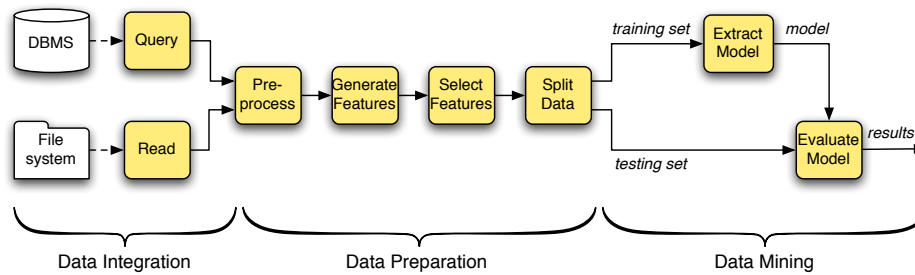 DBMS
Query
File
system
Read
Pre-
process
Generate
Features
Select
Features
Split
Data
training set
Extract
Model
model
testing set
Evaluate
Model
results
Data Integration
Data Preparation
Data Mining